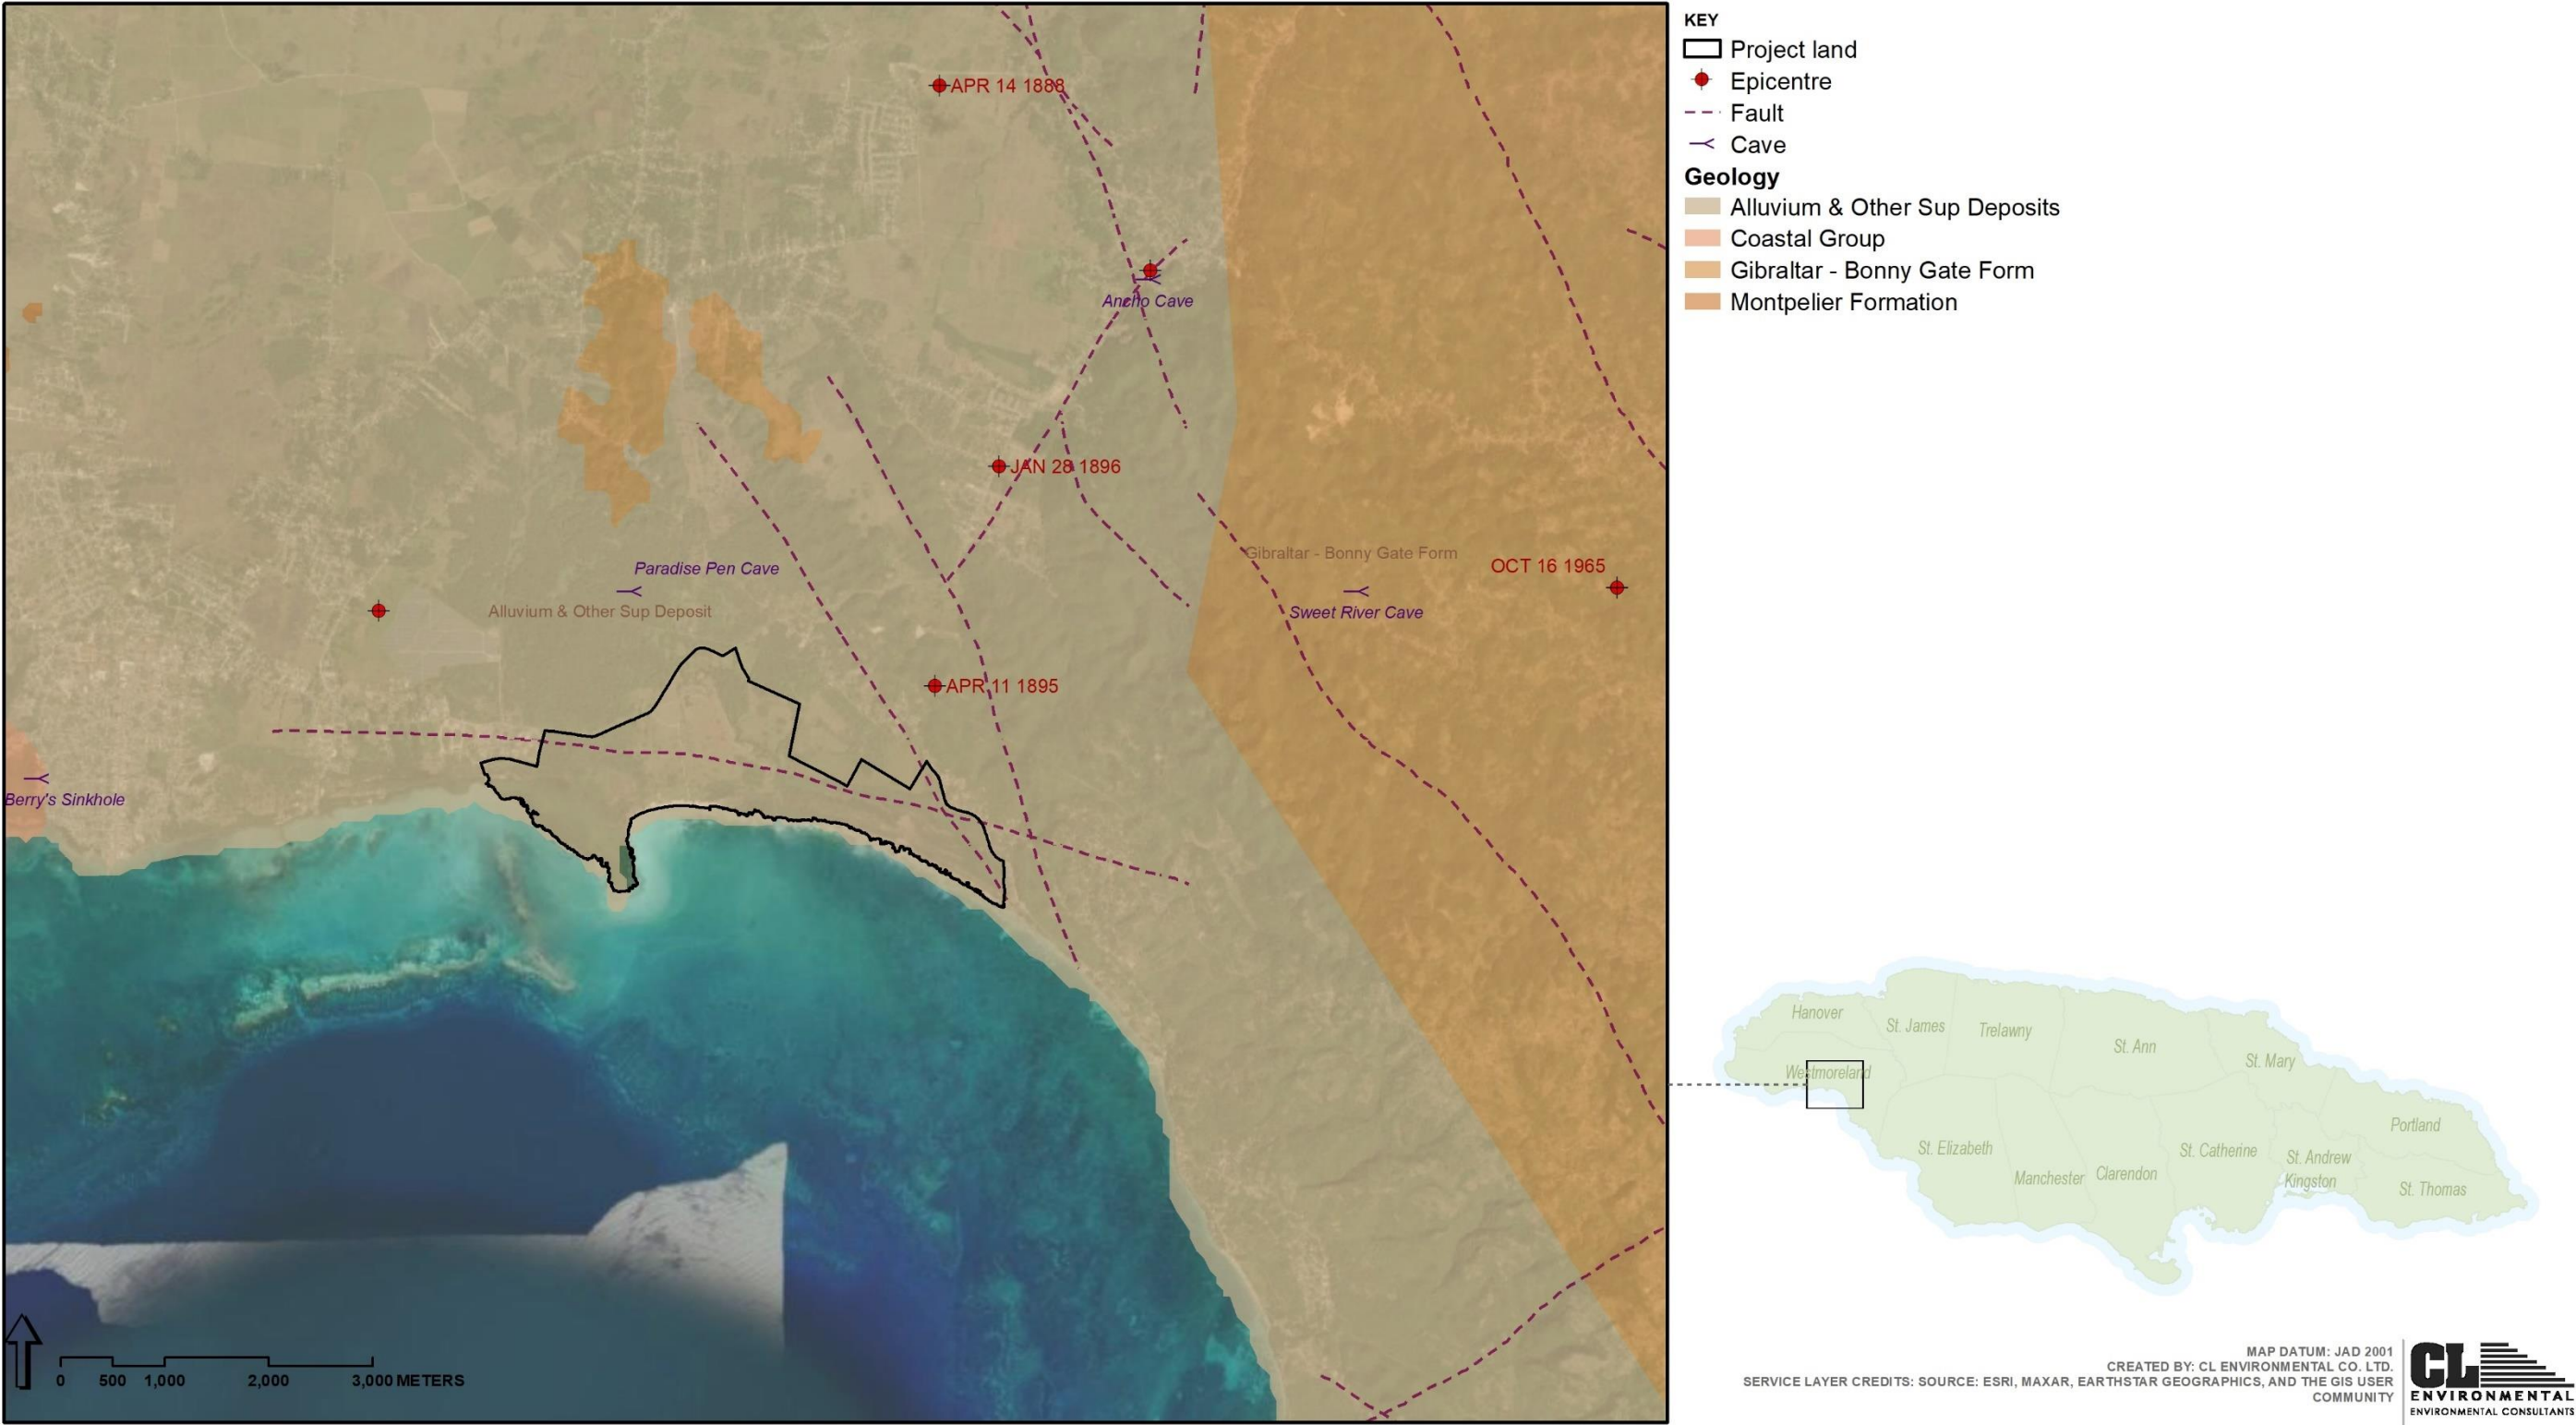 APR 14 1888
Ancho Cave
JAN 28 1896
Gibraltar - Bonny Gate Form
OCT 16 1965
Paradise Pen Cave
Sweet River Cave
Alluvium & Other Sup Deposit
APR 11 1895
Berry's Sinkhole
0 500 1,000 2,000 3,000 METERS
KEY
Project land
Epicentre
Fault
Cave
Geology
Alluvium & Other Sup Deposits
Coastal Group
Gibraltar - Bonny Gate Form
Montpelier Formation
Hanover
St. James
Trelawny
St. Ann
St. Mary
Westmoreland
Portland
St. Elizabeth
St. Catherine
St. Andrew
Manchester
Clarendon
Kingston
St. Thomas
MAP DATUM: JAD 2001
CREATED BY: CL ENVIRONMENTAL CO. LTD.
SERVICE LAYER CREDITS: SOURCE: ESRI, MAXAR, EARTHSTAR GEOGRAPHICS, AND THE GIS USER
COMMUNITY
CL
ENVIRONMENTAL
ENVIRONMENTAL CONSULTANTS